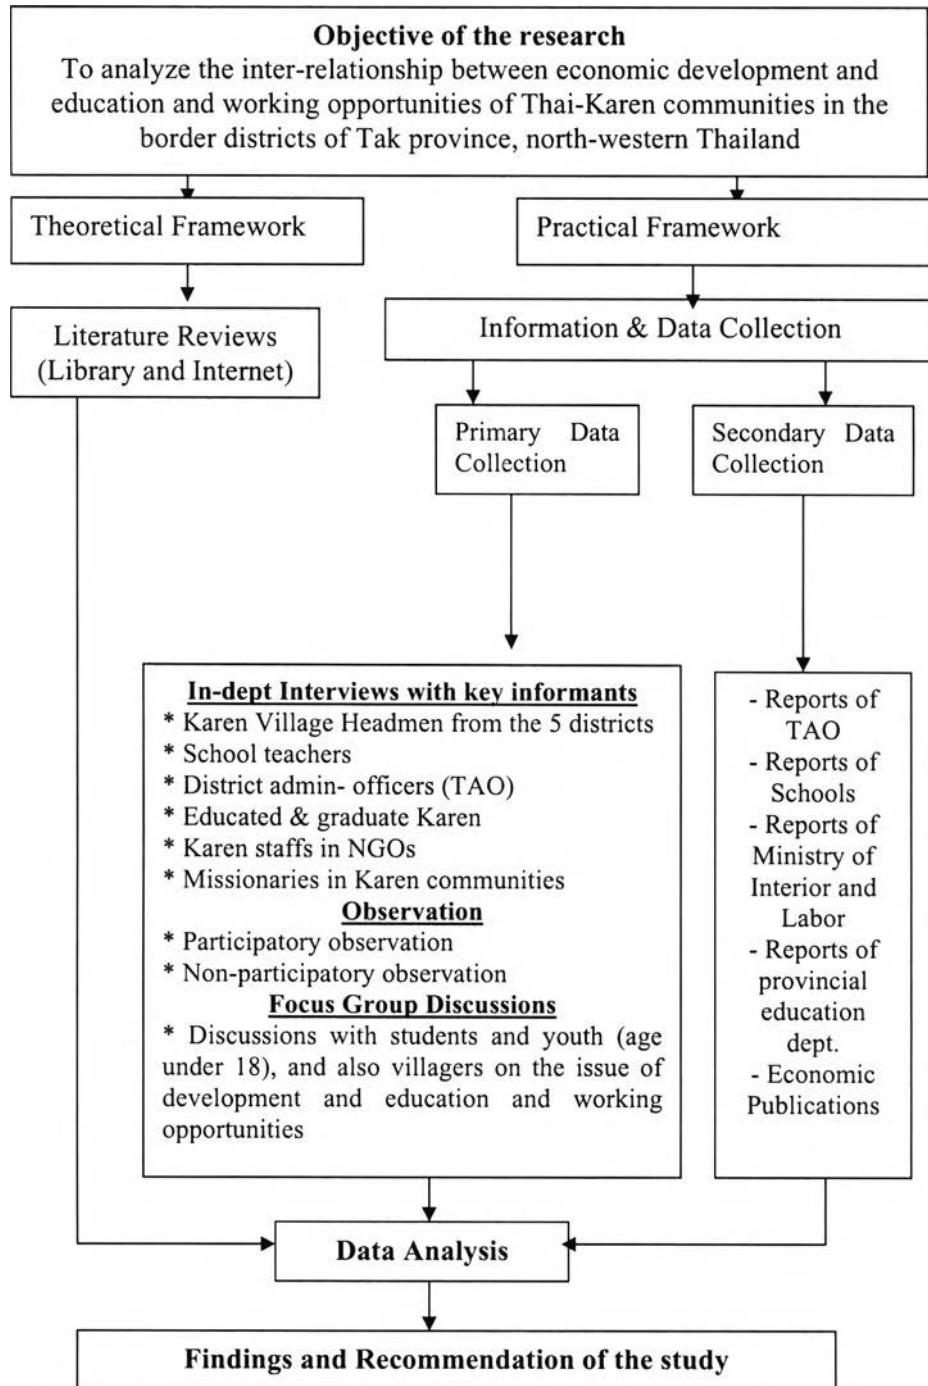 Objective of the research
To analyze the inter-relationship between economic development and
education and working opportunities of Thai-Karen communities in the
border districts of Tak province, north-western Thailand
Theoretical Framework
Practical Framework
Literature Reviews
(Library and Internet)
Information & Data Collection
Primary Data
Collection
Secondary Data
Collection
In-dept Interviews with key informants
* Karen Village Headmen from the 5 districts
* School teachers
* District admin- officers (TAO)
* Educated & graduate Karen
* Karen staffs in NGOs
* Missionaries in Karen communities
Observation
* Participatory observation
* Non-participatory observation
Focus Group Discussions
* Discussions with students and youth (age
under 18), and also villagers on the issue of
development and education and working
opportunities
- Reports of
TAO
- Reports of
Schools
- Reports of
Ministry of
Interior and
Labor
- Reports of
provincial
education
dept.
- Economic
Publications
Data Analysis
Findings and Recommendation of the study